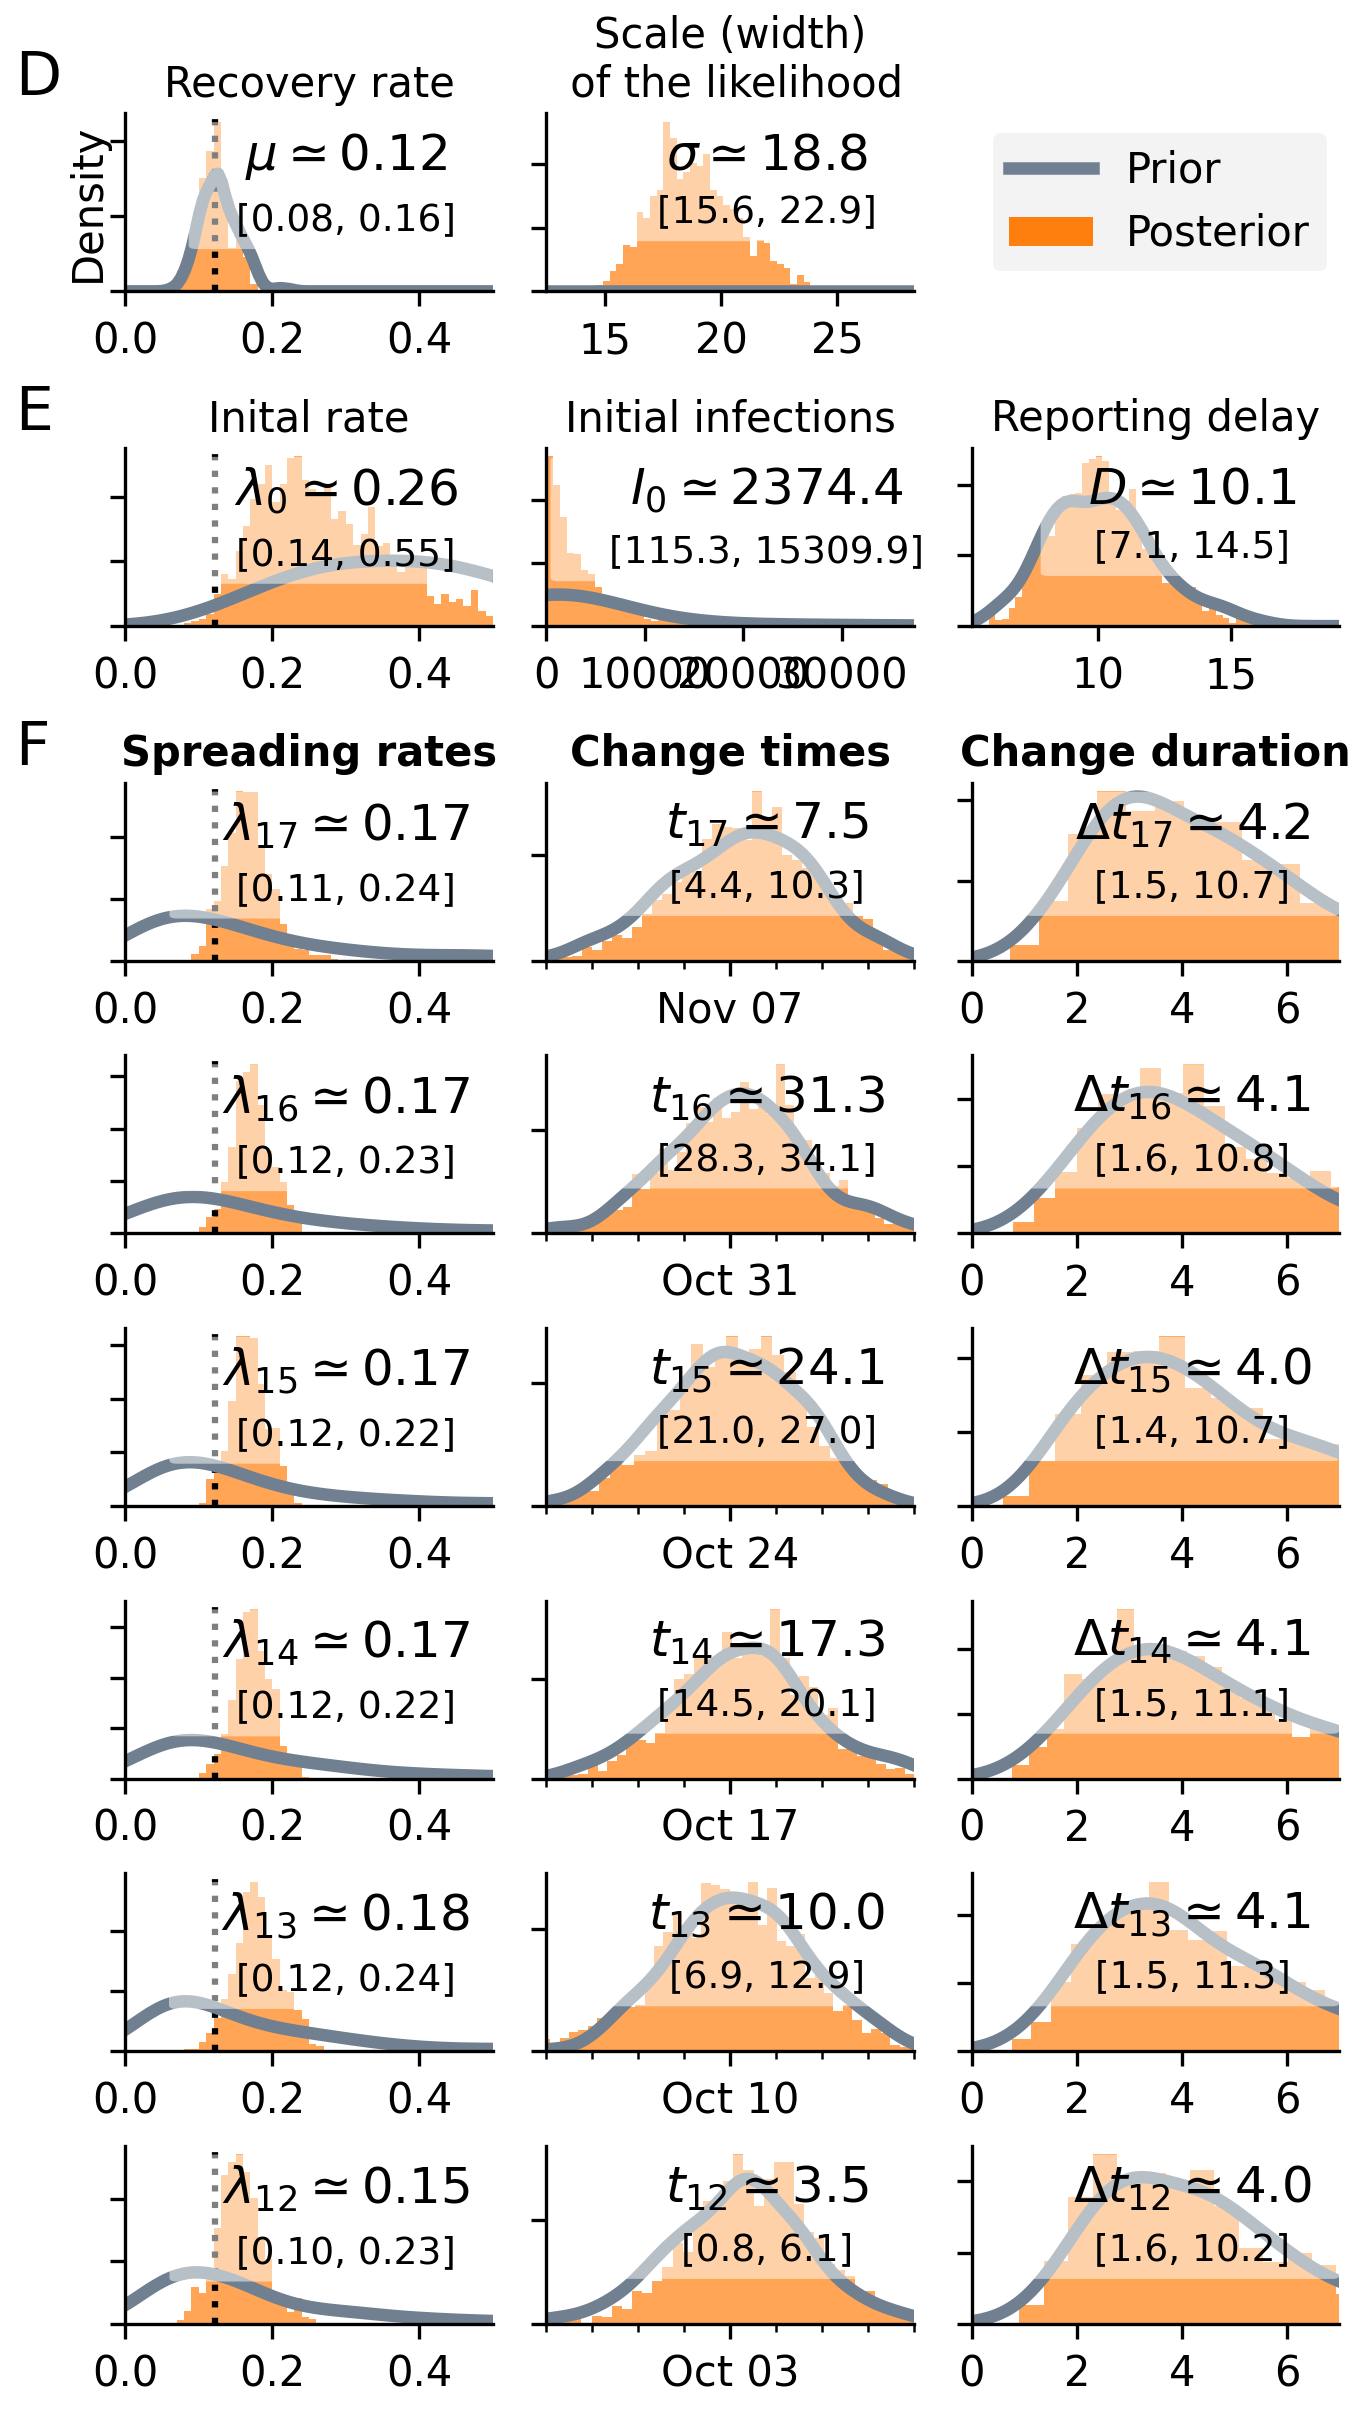 D
Recovery rate
Scale (width)
of the likelihood
Density
μ ≃ 0.12
[0.08, 0.16]
0.0 0.2 0.4
σ ≃ 18.8
[15.6, 22.9]
15 20 25
Prior
Posterior
E
Inital rate
λ0 ≃ 0.26
[0.14, 0.55]
0.0 0.2 0.4
Initial infections
I0 ≃ 2374.4
[115.3, 15309.9]
0 10000 20000 30000
Reporting delay
D ≃ 10.1
[7.1, 14.5]
10 15
F
Spreading rates
Change times
Change duration
λ17 ≃ 0.17
[0.11, 0.24]
0.0 0.2 0.4
t17 ≃ 7.5
[4.4, 10.3]
Nov 07
Δt17 ≃ 4.2
[1.5, 10.7]
0 2 4 6
λ16 ≃ 0.17
[0.12, 0.23]
0.0 0.2 0.4
t16 ≃ 31.3
[28.3, 34.1]
Oct 31
Δt16 ≃ 4.1
[1.6, 10.8]
0 2 4 6
λ15 ≃ 0.17
[0.12, 0.22]
0.0 0.2 0.4
t15 ≃ 24.1
[21.0, 27.0]
Oct 24
Δt15 ≃ 4.0
[1.4, 10.7]
0 2 4 6
λ14 ≃ 0.17
[0.12, 0.22]
0.0 0.2 0.4
t14 ≃ 17.3
[14.5, 20.1]
Oct 17
Δt14 ≃ 4.1
[1.5, 11.1]
0 2 4 6
λ13 ≃ 0.18
[0.12, 0.24]
0.0 0.2 0.4
t13 ≃ 10.0
[6.9, 12.9]
Oct 10
Δt13 ≃ 4.1
[1.5, 11.3]
0 2 4 6
λ12 ≃ 0.15
[0.10, 0.23]
0.0 0.2 0.4
t12 ≃ 3.5
[0.8, 6.1]
Oct 03
Δt12 ≃ 4.0
[1.6, 10.2]
0 2 4 6